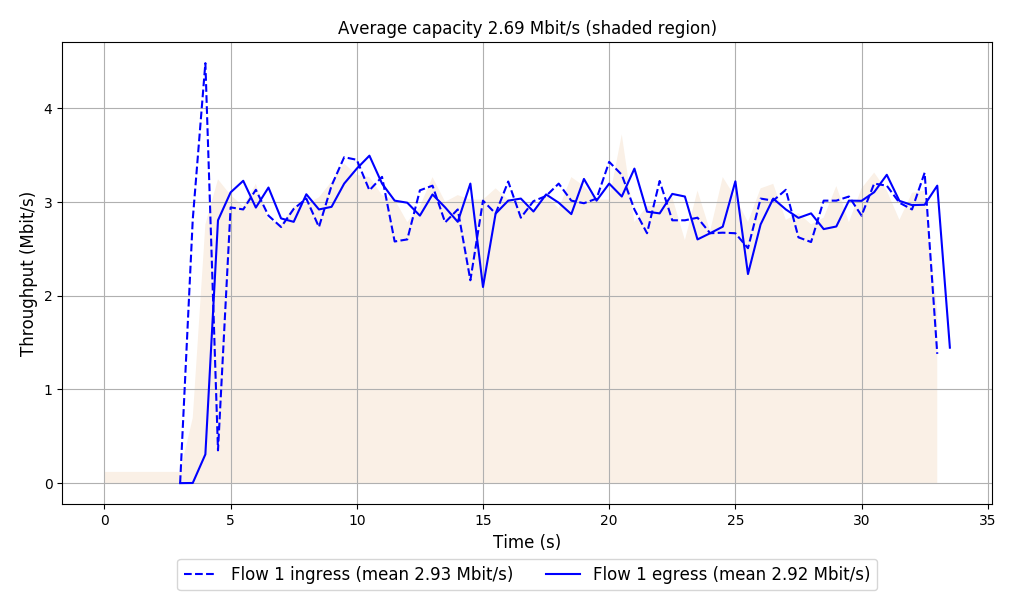 Average capacity 2.69 Mbit/s (shaded region)
Throughput (Mbit/s)
4
3
2
1
0
0 5 10 15 20 25 30 35
Time (s)
Flow 1 ingress (mean 2.93 Mbit/s) Flow 1 egress (mean 2.92 Mbit/s)